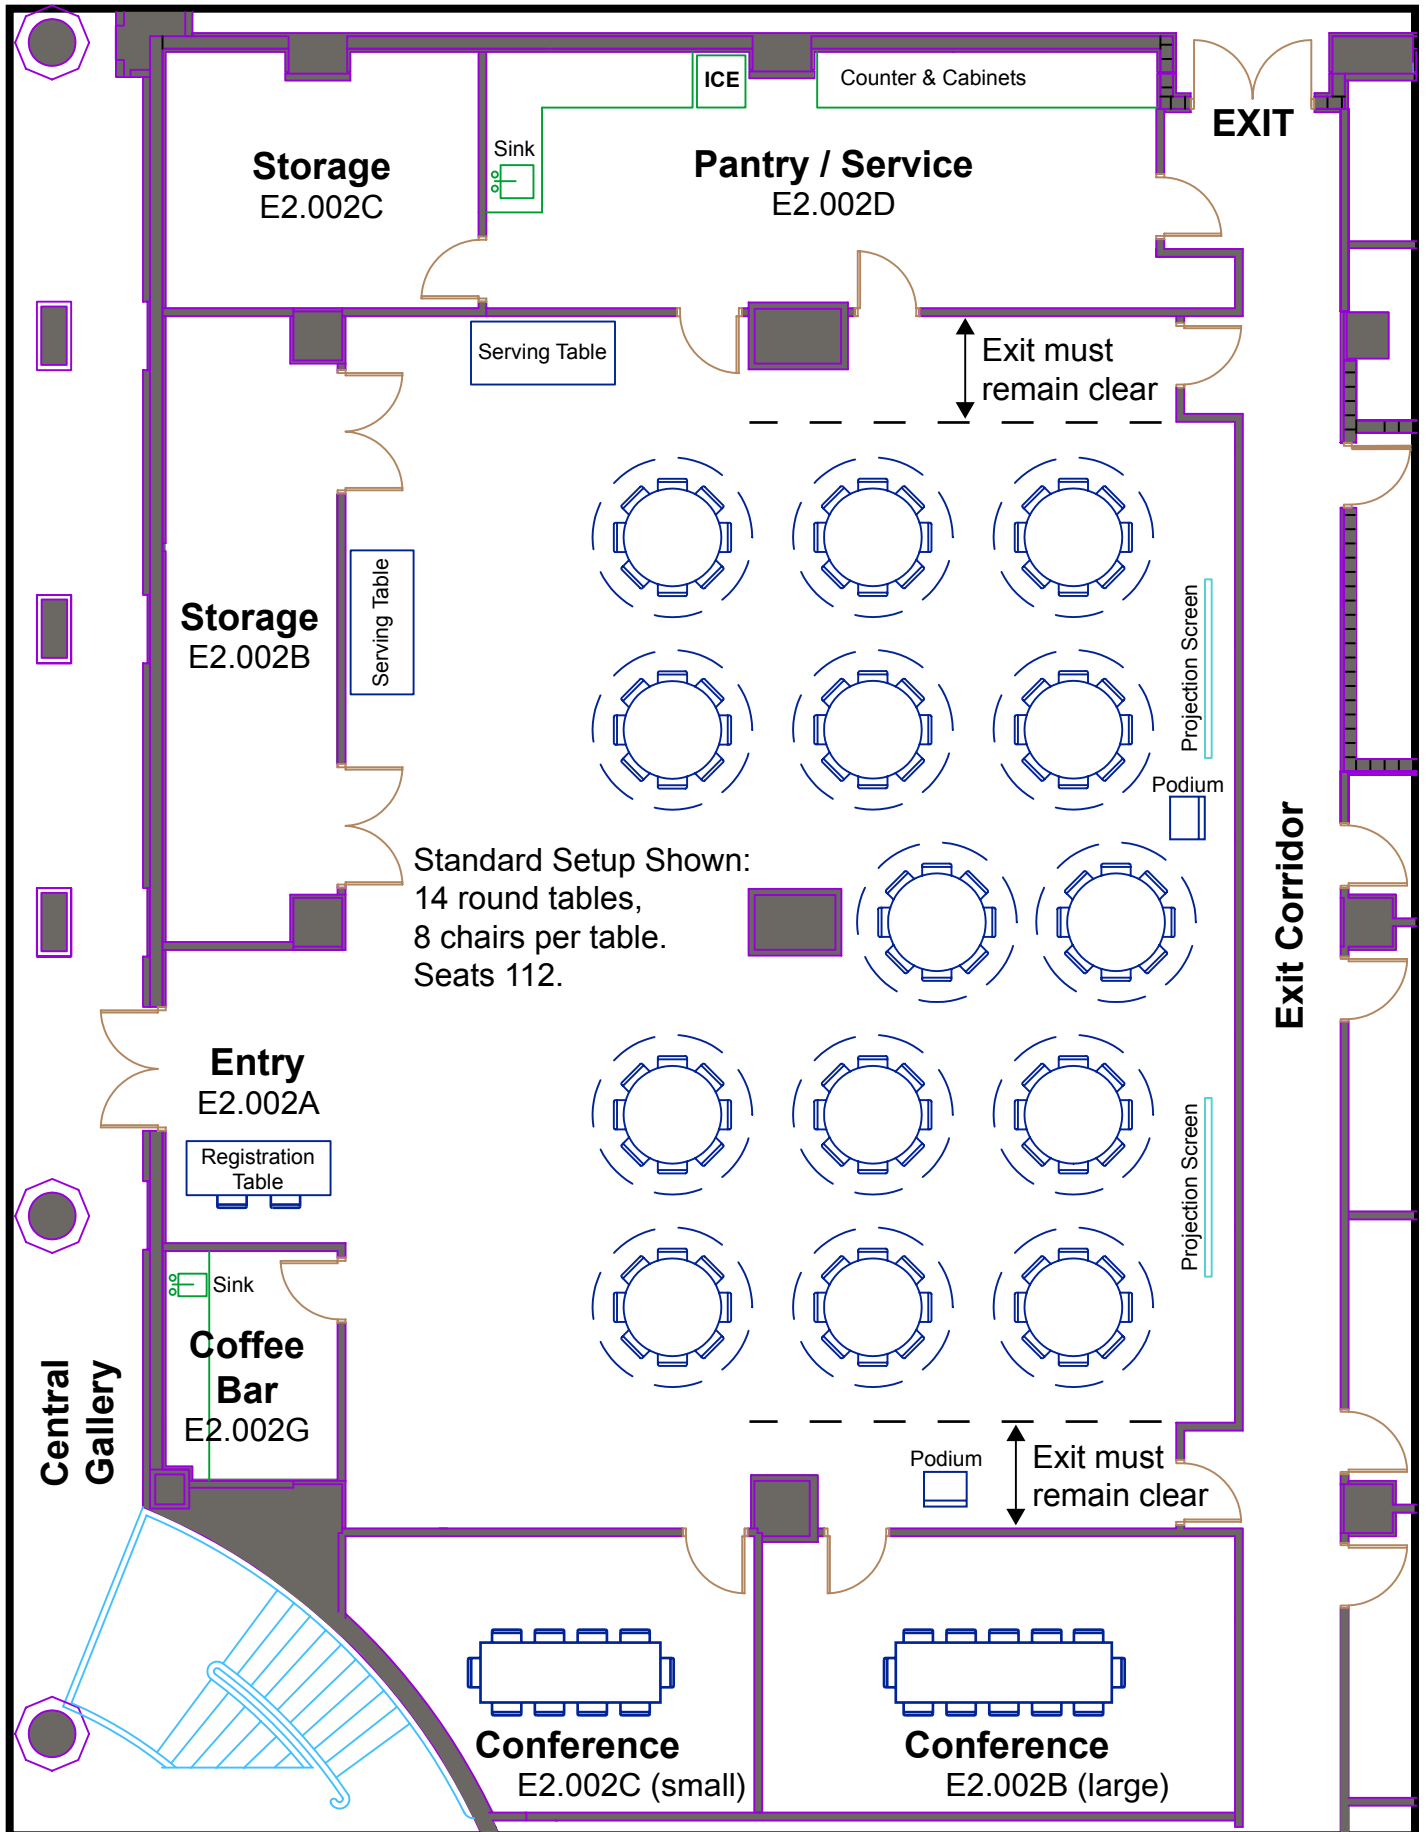 ICE
Counter & Cabinets
EXIT
Sink
Storage
E2.002C
Pantry / Service
E2.002D
Serving Table
Exit must
remain clear
Serving Table
Storage
E2.002B
Projection Screen
Podium
Standard Setup Shown:
14 round tables,
8 chairs per table.
Seats 112.
Exit Corridor
Entry
E2.002A
Registration
Table
Projection Screen
Sink
Coffee
Bar
E2.002G
Central
Gallery
Podium
Exit must
remain clear
Conference
E2.002C (small)
Conference
E2.002B (large)